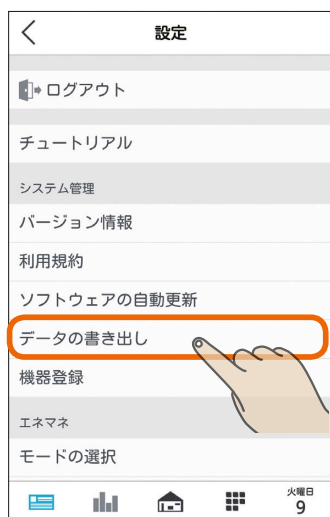 設定
ログアウト
チュートリアル
システム管理
バージョン情報
利用規約
ソフトウェアの自動更新
データの書き出し
機器登録
エネマネ
モードの選択
火曜日
9